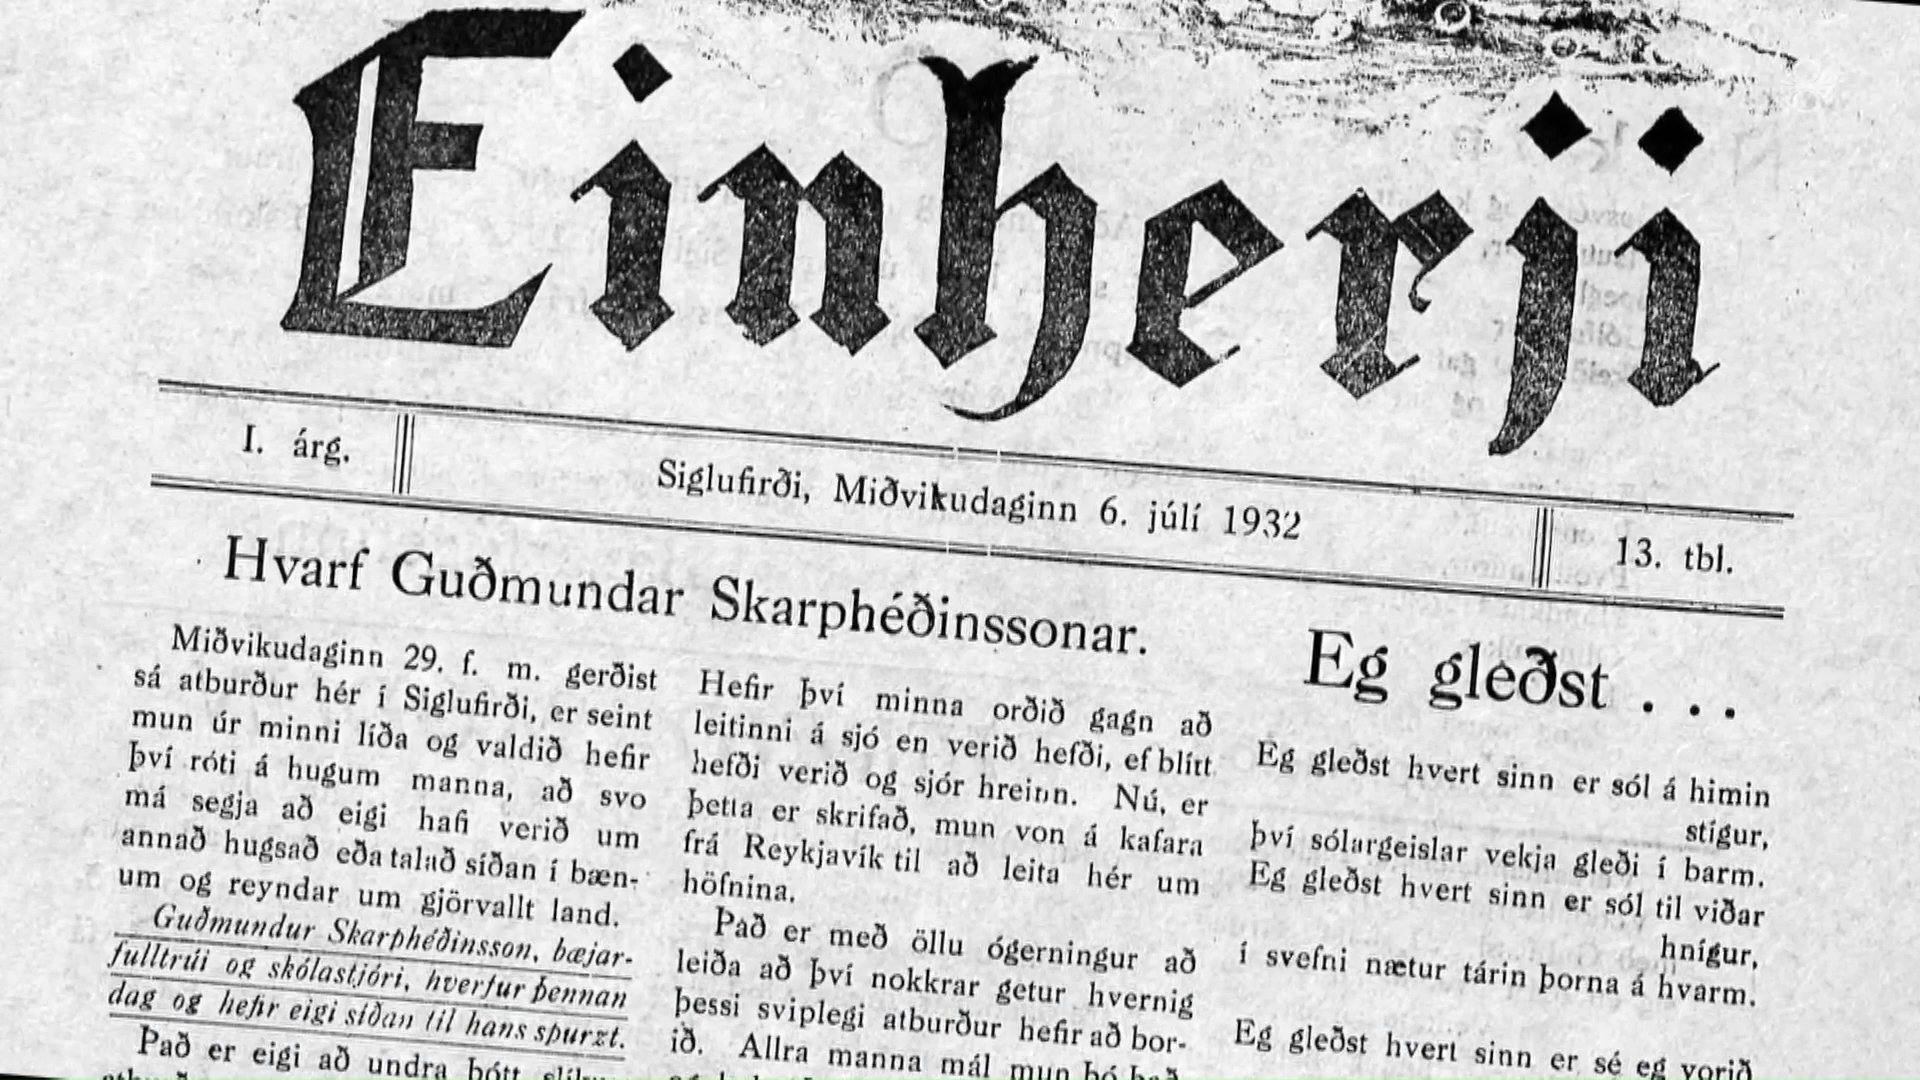 Einherji
I. árg.
Siglufirði, Miðvikudaginn 6. júlí 1932
13. tbl.
Hvarf Guðmundar Skarphéðinssonar.
Miðvikudaginn 29. f. m. gerðist
sá atburður hér í Siglufirði, er seint
mun úr minni líða og valdið hefir
því róti á hugum manna, að svo
má segja að eigi hafi verið um
annað hugsað eða talað síðan í bæn-
um og reyndar um gjörvallt land.
Guðmundur Skarphéðinsson, bæjar-
fulltrúi og skólastjóri, hverfur þennan
dag og hefir eigi síðan til hans spurzt.
Það er eigi að undra þótt
Hefir því minna orðið gagn að
leitinni á sjó en verið hefði, ef blítt
hefði verið og sjór hreinn. Nú, er
þetta er skrifað, mun von á kafara
frá Reykjavík til að leita hér um
höfnina.
Það er með öllu ógerningur að
leiða að því nokkrar getur hvernig
þessi sviplegi atburður hefir að bor-
ið. Allra manna mál mun þó það
Eg gleðst . . .
Eg gleðst hvert sinn er sól á himin
stígur,
því sólargeislar vekja gleði í barm.
Eg gleðst hvert sinn er sól til viðar
hnígur,
í svefni nætur tárin þorna á hvarm.
Eg gleðst hvert sinn er sé eg vorið